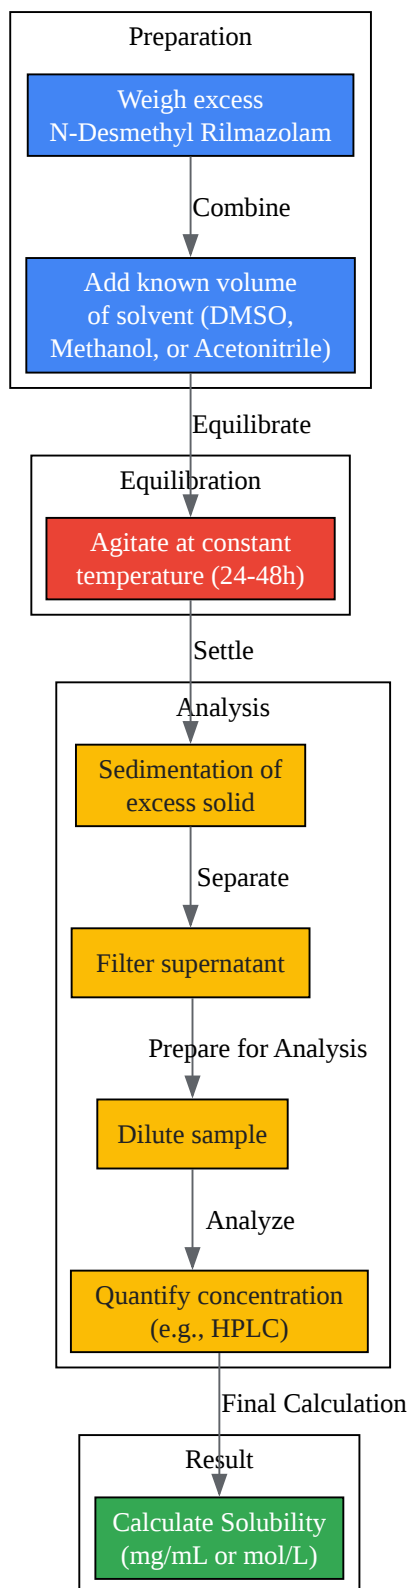 Preparation
Weigh excess
N-Desmethyl Rilmazolam
Combine
Add known volume
of solvent (DMSO,
Methanol, or Acetonitrile)
Equilibrate
Equilibration
Agitate at constant
temperature (24-48h)
Settle
Analysis
Sedimentation of
excess solid
Separate
Filter supernatant
Prepare for Analysis
Dilute sample
Analyze
Quantify concentration
(e.g., HPLC)
Final Calculation
Result
Calculate Solubility
(mg/mL or mol/L)